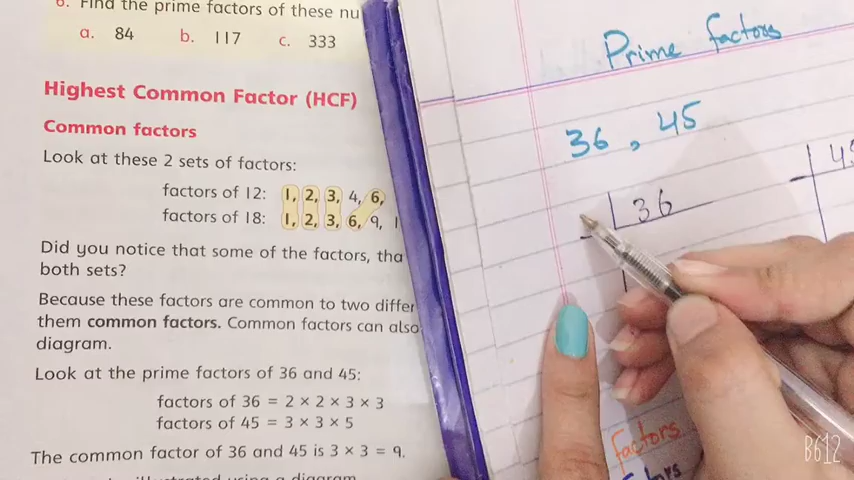 6. Find the prime factors of these nu
a. 84 b. 117 c. 333
Highest Common Factor (HCF)
Common factors
Look at these 2 sets of factors:
factors of 12: 1, 2, 3, 4, 6,
factors of 18: 1, 2, 3, 6, 9, 1
Did you notice that some of the factors, tha
both sets?
Because these factors are common to two differ
them common factors. Common factors can also
diagram.
Look at the prime factors of 36 and 45:
factors of 36 = 2 × 2 × 3 × 3
factors of 45 = 3 × 3 × 5
The common factor of 36 and 45 is 3 × 3 = 9.
using a diagram
Prime factors
36, 45
36
45
factors
B612